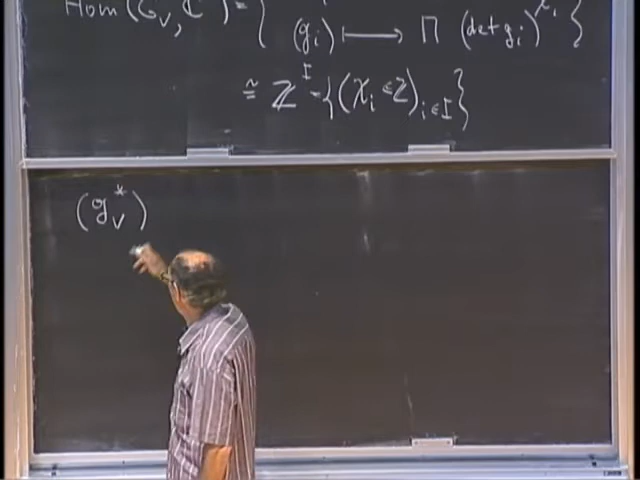 Hom (G_V, ℂ^*) = {
(g_i) ⟼ Π (det g_i)^{χ_i} }
≅ ℤ^I = {(χ_i ∈ ℤ)_{i∈I}}
(g_V^*)